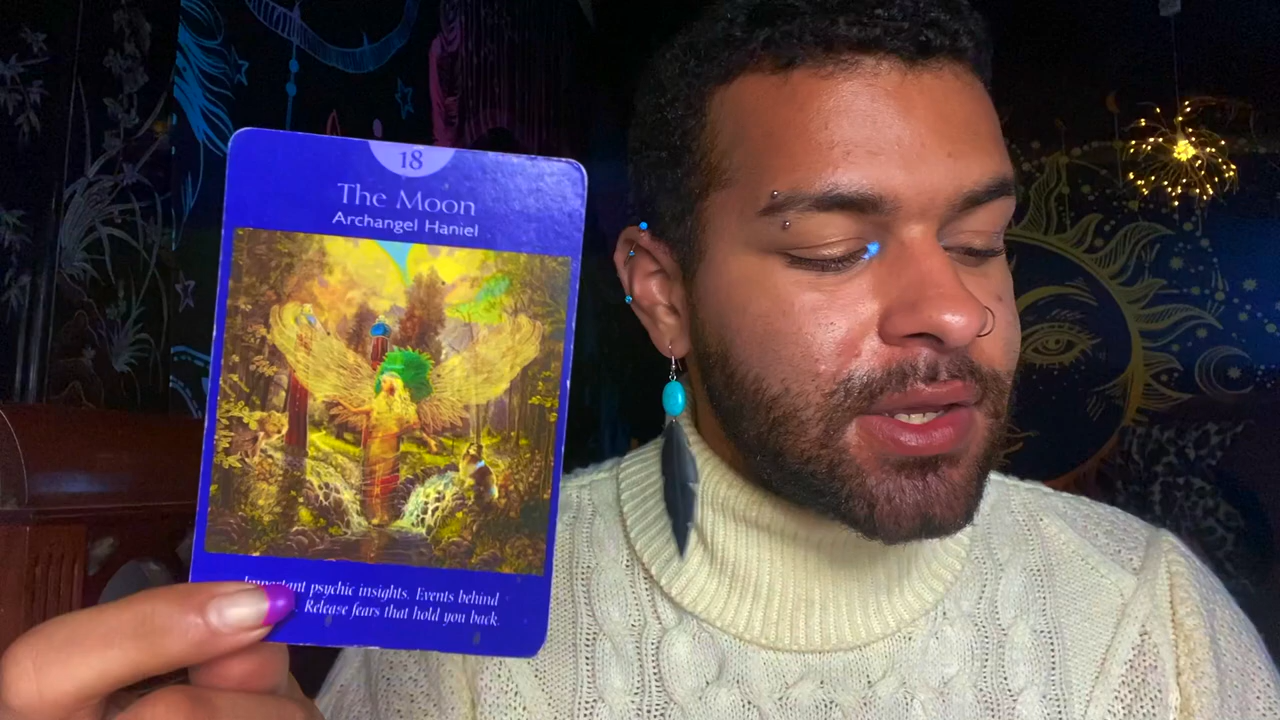 18
The Moon
Archangel Haniel
Important psychic insights. Events behind
Release fears that hold you back.